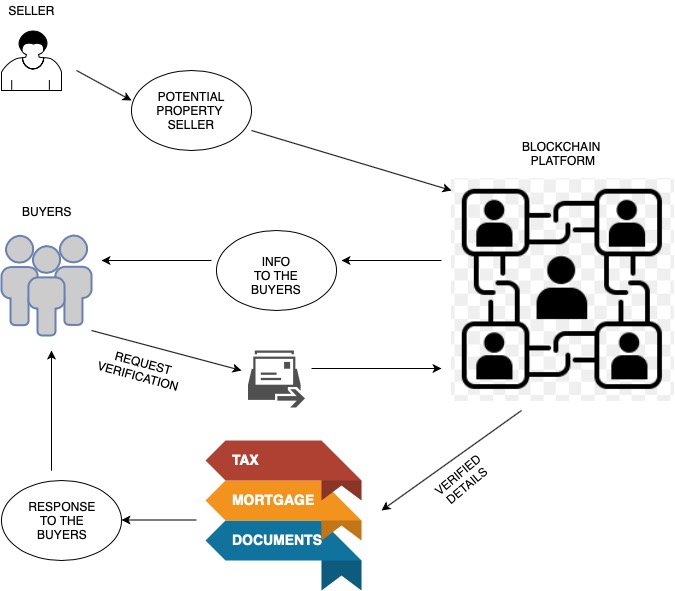 SELLER
POTENTIAL
PROPERTY
SELLER
BLOCKCHAIN
PLATFORM
BUYERS
INFO
TO THE
BUYERS
REQUEST
VERIFICATION
VERIFIED
DETAILS
TAX
MORTGAGE
DOCUMENTS
RESPONSE
TO THE
BUYERS